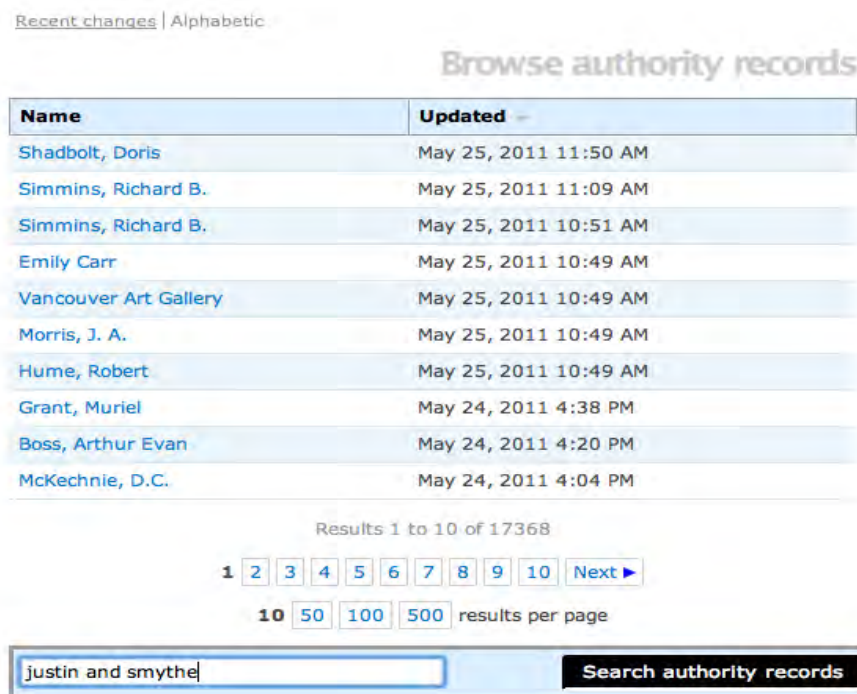 Recent changes | Alphabetic
Browse authority records
Name Updated
Shadbolt, Doris May 25, 2011 11:50 AM
Simmins, Richard B. May 25, 2011 11:09 AM
Simmins, Richard B. May 25, 2011 10:51 AM
Emily Carr May 25, 2011 10:49 AM
Vancouver Art Gallery May 25, 2011 10:49 AM
Morris, J. A. May 25, 2011 10:49 AM
Hume, Robert May 25, 2011 10:49 AM
Grant, Muriel May 24, 2011 4:38 PM
Boss, Arthur Evan May 24, 2011 4:20 PM
McKechnie, D.C. May 24, 2011 4:04 PM
Results 1 to 10 of 17368
1 2 3 4 5 6 7 8 9 10 Next ►
10 50 100 500 results per page
justin and smythe Search authority records